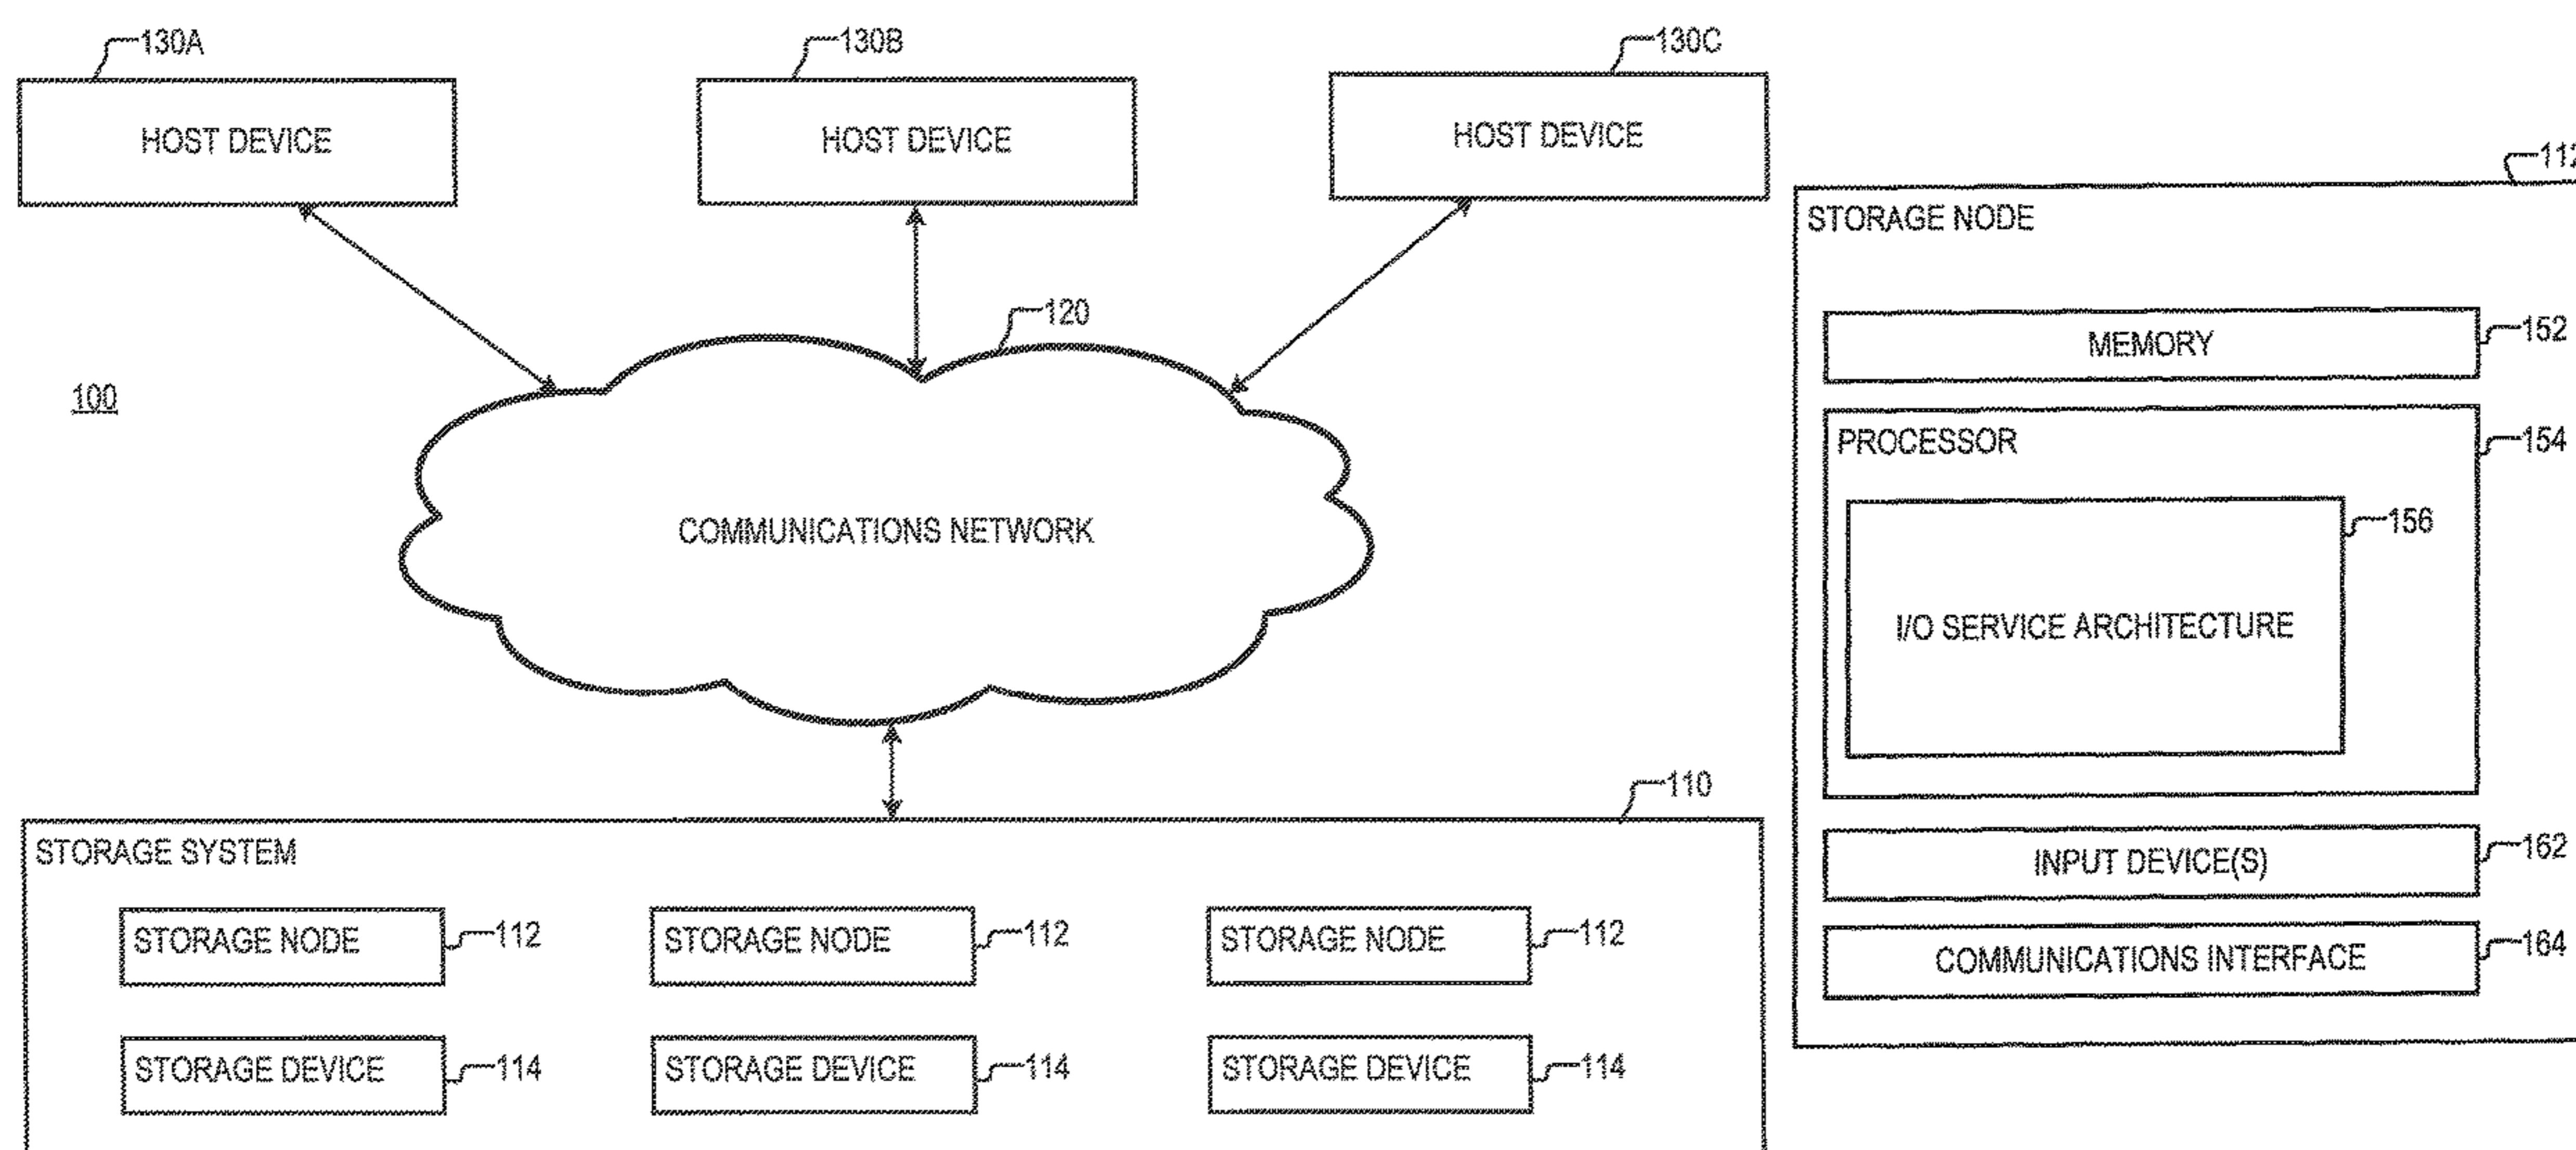 130A
130B
130C
HOST DEVICE
HOST DEVICE
HOST DEVICE
120
100
COMMUNICATIONS NETWORK
110
STORAGE SYSTEM
STORAGE NODE
112
STORAGE NODE
112
STORAGE NODE
112
STORAGE DEVICE
114
STORAGE DEVICE
114
STORAGE DEVICE
114
112
STORAGE NODE
MEMORY
152
PROCESSOR
154
156
I/O SERVICE ARCHITECTURE
INPUT DEVICE(S)
162
COMMUNICATIONS INTERFACE
164